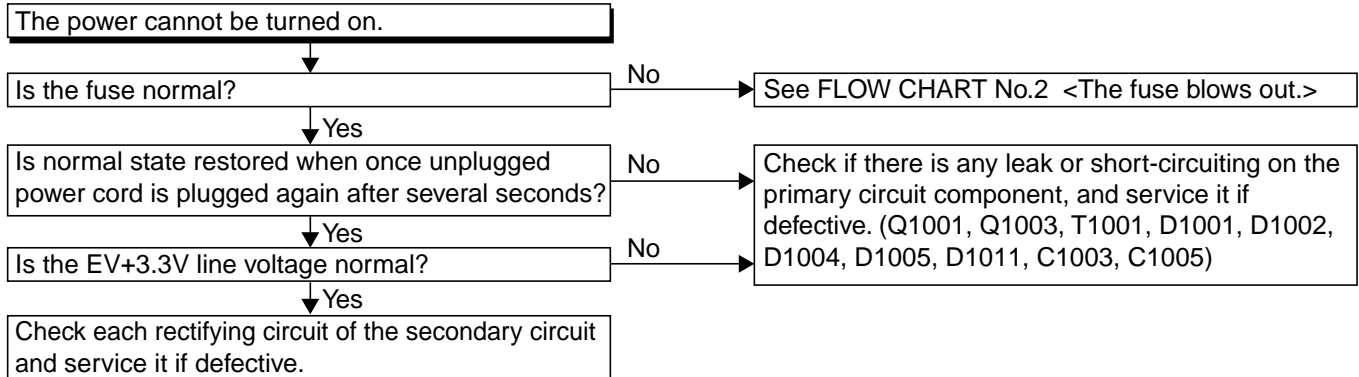 The power cannot be turned on.
Is the fuse normal?
No
See FLOW CHART No.2 <The fuse blows out.>
Yes
Is normal state restored when once unplugged
power cord is plugged again after several seconds?
No
Check if there is any leak or short-circuiting on the
primary circuit component, and service it if
defective. (Q1001, Q1003, T1001, D1001, D1002,
D1004, D1005, D1011, C1003, C1005)
Yes
Is the EV+3.3V line voltage normal?
No
Yes
Check each rectifying circuit of the secondary circuit
and service it if defective.